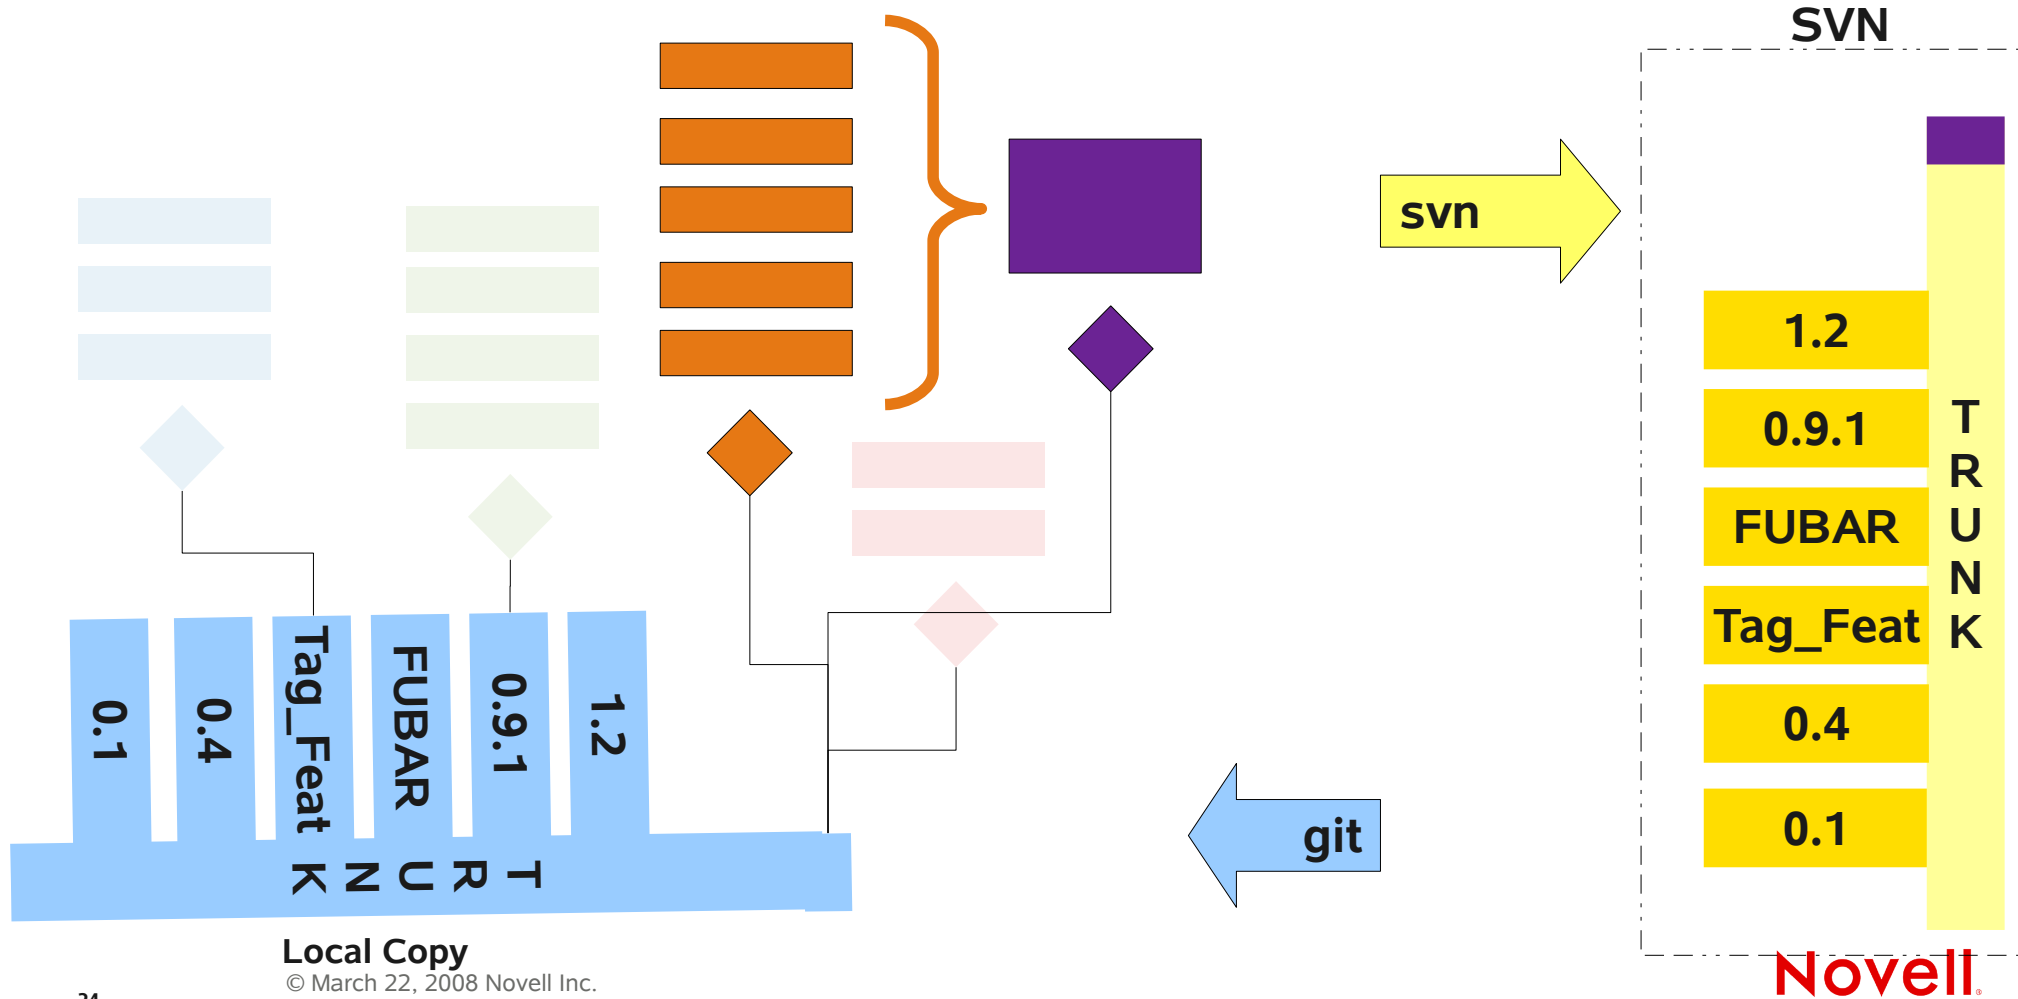 SVN
svn
1.2
0.9.1
FUBAR
Tag_Feat
0.4
0.1
TRUNK
0.1
0.4
Tag_Feat
FUBAR
0.9.1
1.2
TRUNK
git
Local Copy
© March 22, 2008 Novell Inc.
Novell®